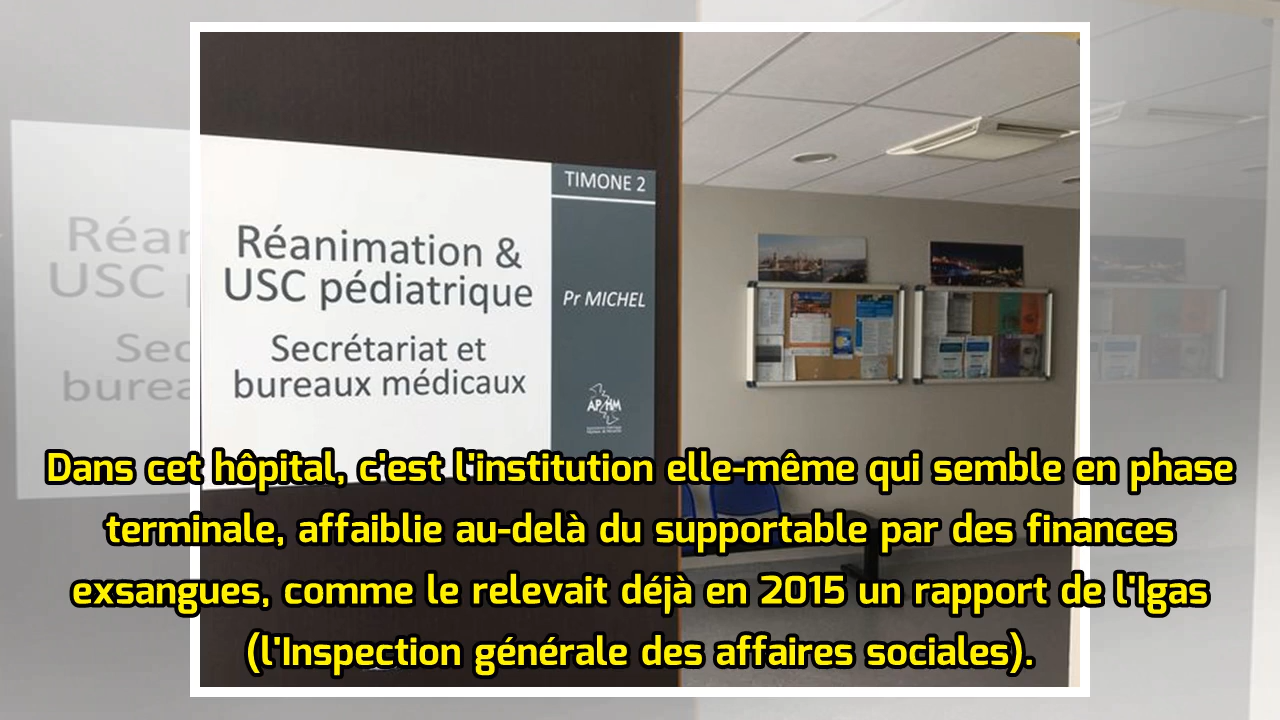 TIMONE 2
Réanimation &
USC pédiatrique
Pr MICHEL
Secrétariat et
bureaux médicaux
AP HM
Dans cet hôpital, c'est l'institution elle-même qui semble en phase
terminale, affaiblie au-delà du supportable par des finances
exsangues, comme le relevait déjà en 2015 un rapport de l'Igas
(l'Inspection générale des affaires sociales).